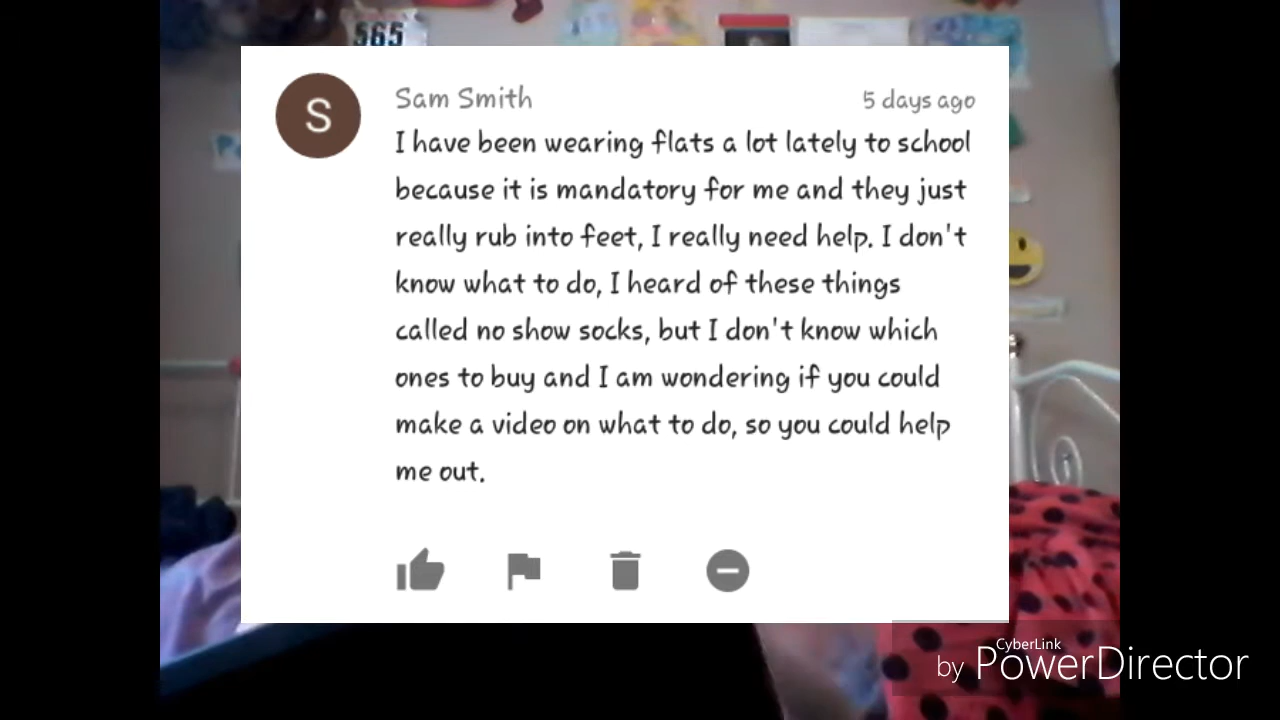 565
Sam Smith
5 days ago
S
I have been wearing flats a lot lately to school
because it is mandatory for me and they just
really rub into feet, I really need help. I don't
know what to do, I heard of these things
called no show socks, but I don't know which
ones to buy and I am wondering if you could
make a video on what to do, so you could help
me out.
CyberLink
by PowerDirector